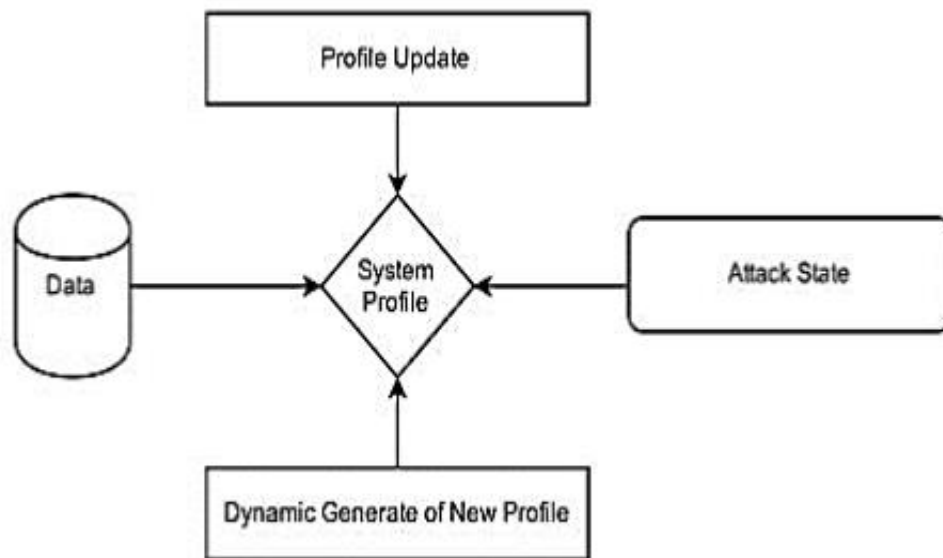 Profile Update
Data
System
Profile
Attack State
Dynamic Generate of New Profile